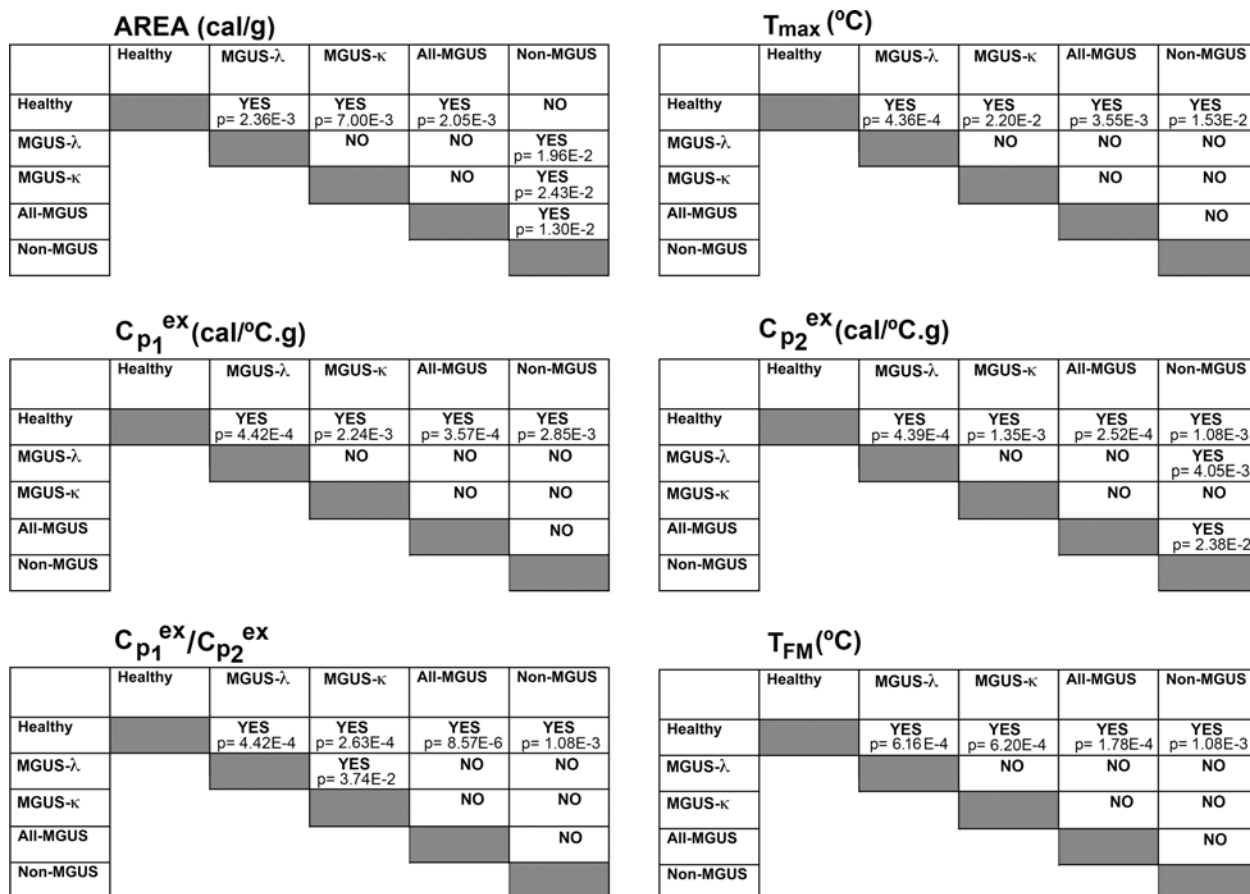 AREA (cal/g)
Healthy MGUS-λ MGUS-κ All-MGUS Non-MGUS
Healthy YES YES YES NO
p= 2.36E-3 p= 7.00E-3 p= 2.05E-3
MGUS-λ NO NO YES
p= 1.96E-2
MGUS-κ NO YES
p= 2.43E-2
All-MGUS YES
p= 1.30E-2
Non-MGUS
Tmax (ºC)
Healthy MGUS-λ MGUS-κ All-MGUS Non-MGUS
Healthy YES YES YES YES
p= 4.36E-4 p= 2.20E-2 p= 3.55E-3 p= 1.53E-2
MGUS-λ NO NO NO
MGUS-κ NO NO
All-MGUS NO
Non-MGUS
Cp1ex (cal/ºC.g)
Healthy MGUS-λ MGUS-κ All-MGUS Non-MGUS
Healthy YES YES YES YES
p= 4.42E-4 p= 2.24E-3 p= 3.57E-4 p= 2.85E-3
MGUS-λ NO NO NO
MGUS-κ NO NO
All-MGUS NO
Non-MGUS
Cp2ex (cal/ºC.g)
Healthy MGUS-λ MGUS-κ All-MGUS Non-MGUS
Healthy YES YES YES YES
p= 4.39E-4 p= 1.35E-3 p= 2.52E-4 p= 1.08E-3
MGUS-λ NO NO YES
p= 4.05E-3
MGUS-κ NO NO
All-MGUS YES
p= 2.38E-2
Non-MGUS
Cp1ex/Cp2ex
Healthy MGUS-λ MGUS-κ All-MGUS Non-MGUS
Healthy YES YES YES YES
p= 4.42E-4 p= 2.63E-4 p= 8.57E-6 p= 1.08E-3
MGUS-λ YES NO NO
p= 3.74E-2
MGUS-κ NO NO
All-MGUS NO
Non-MGUS
TFM(ºC)
Healthy MGUS-λ MGUS-κ All-MGUS Non-MGUS
Healthy YES YES YES YES
p= 6.16E-4 p= 6.20E-4 p= 1.78E-4 p= 1.08E-3
MGUS-λ NO NO NO
MGUS-κ NO NO
All-MGUS NO
Non-MGUS